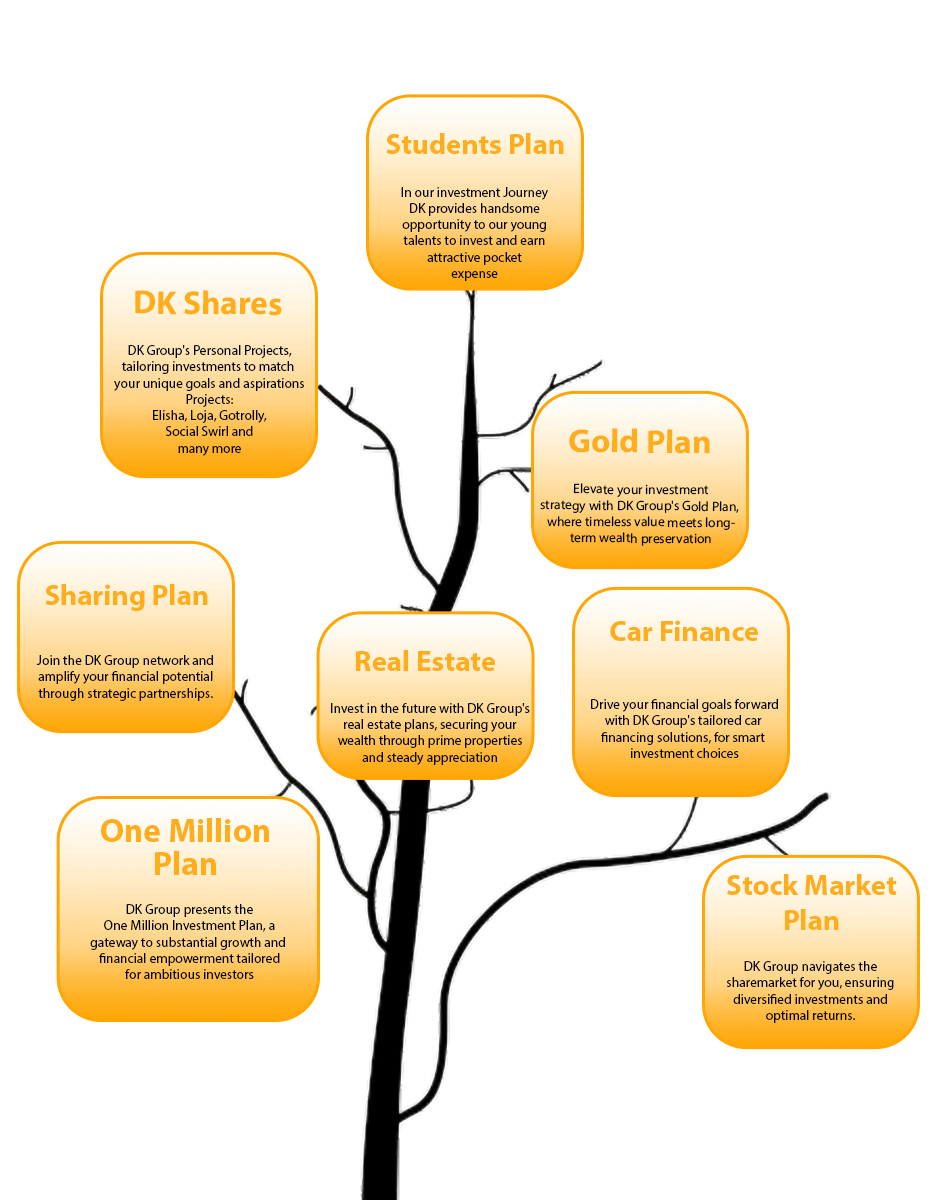 Students Plan
In our investment Journey
DK provides handsome
opportunity to our young
talents to invest and earn
attractive pocket
expense
DK Shares
DK Group's Personal Projects,
tailoring investments to match
your unique goals and aspirations
Projects:
Elisha, Loja, Gotrolly,
Social Swirl and
many more
Gold Plan
Elevate your investment
strategy with DK Group's Gold Plan,
where timeless value meets long-
term wealth preservation
Sharing Plan
Join the DK Group network and
amplify your financial potential
through strategic partnerships.
Real Estate
Invest in the future with DK Group's
real estate plans, securing your
wealth through prime properties
and steady appreciation
Car Finance
Drive your financial goals forward
with DK Group's tailored car
financing solutions, for smart
investment choices
One Million
Plan
DK Group presents the
One Million Investment Plan, a
gateway to substantial growth and
financial empowerment tailored
for ambitious investors
Stock Market
Plan
DK Group navigates the
sharemarket for you, ensuring
diversified investments and
optimal returns.